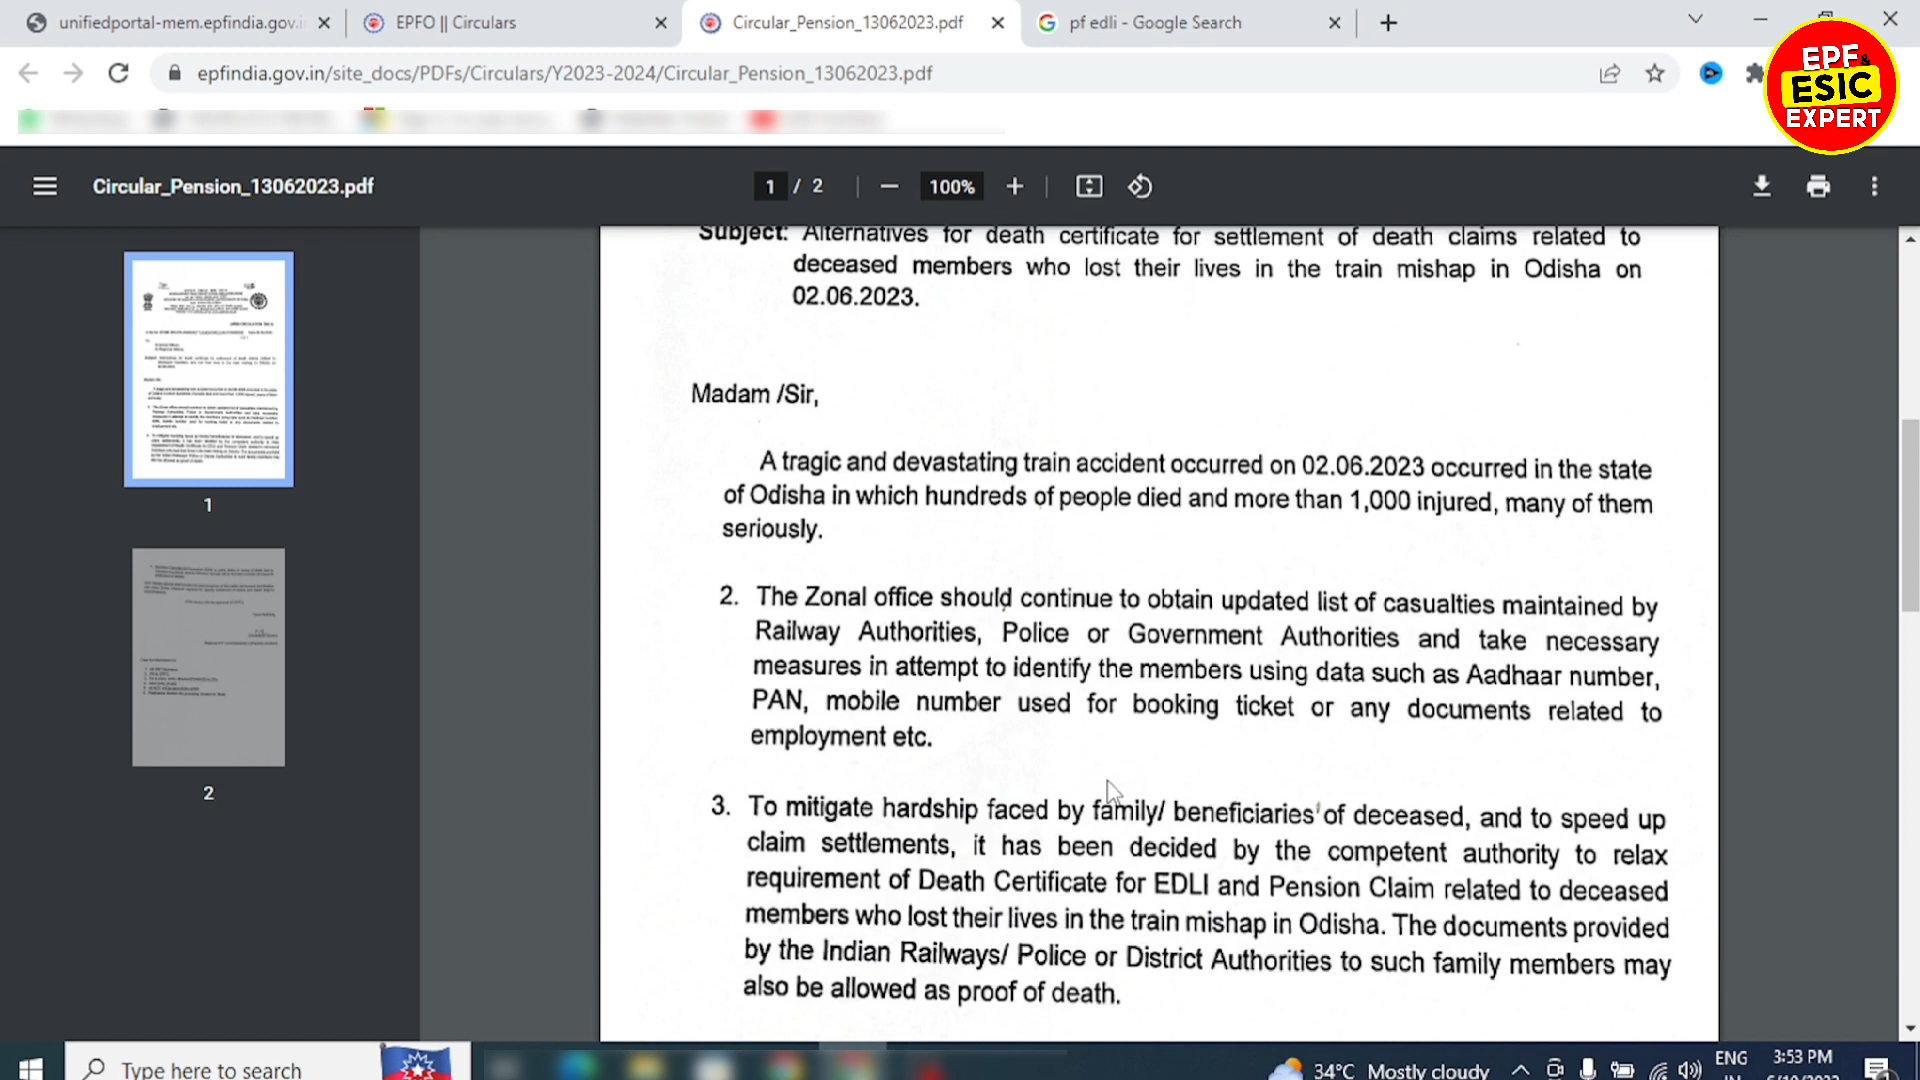 unifiedportal-mem.epfindia.gov.i
EPFO || Circulars
Circular_Pension_13062023.pdf
pf edli - Google Search
epfindia.gov.in/site_docs/PDFs/Circulars/Y2023-2024/Circular_Pension_13062023.pdf
EPF &
ESIC
EXPERT
Circular_Pension_13062023.pdf
1 / 2
100%
Subject: Alternatives for death certificate for settlement of death claims related to
deceased members who lost their lives in the train mishap in Odisha on
02.06.2023.
Madam /Sir,
A tragic and devastating train accident occurred on 02.06.2023 occurred in the state
of Odisha in which hundreds of people died and more than 1,000 injured, many of them
seriously.
2. The Zonal office should continue to obtain updated list of casualties maintained by
Railway Authorities, Police or Government Authorities and take necessary
measures in attempt to identify the members using data such as Aadhaar number,
PAN, mobile number used for booking ticket or any documents related to
employment etc.
3. To mitigate hardship faced by family/ beneficiaries of deceased, and to speed up
claim settlements, it has been decided by the competent authority to relax
requirement of Death Certificate for EDLI and Pension Claim related to deceased
members who lost their lives in the train mishap in Odisha. The documents provided
by the Indian Railways/ Police or District Authorities to such family members may
also be allowed as proof of death.
1
2
Type here to search
34°C Mostly cloudy
ENG
3:53 PM